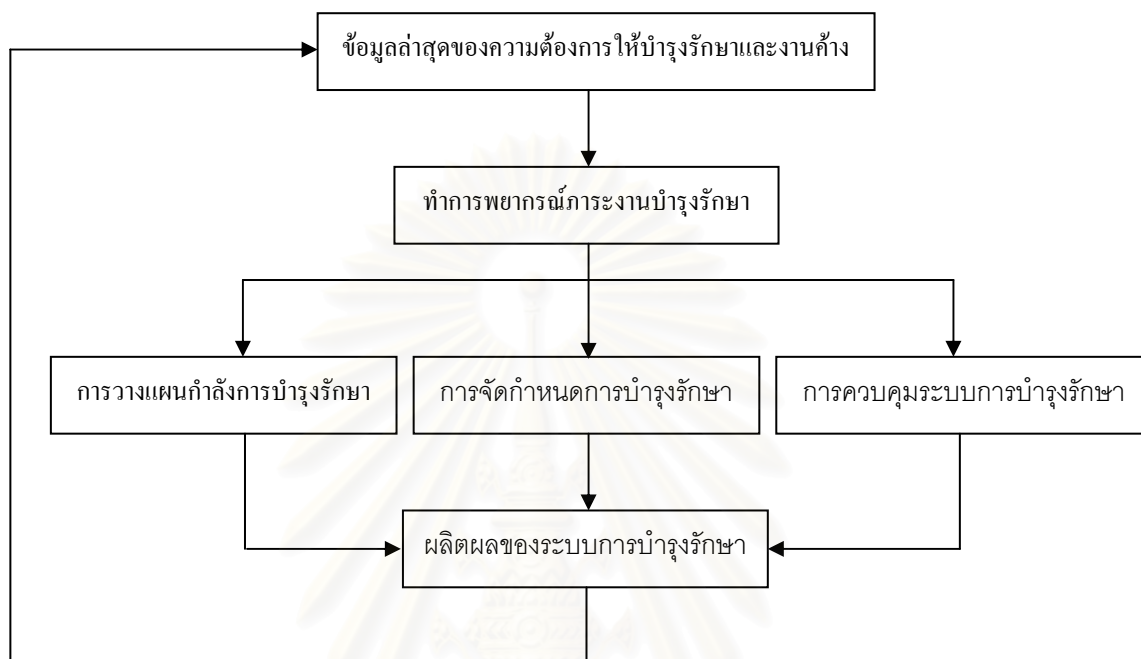 ข้อมูลล่าสุดของความต้องการให้บำรุงรักษาและงานค้าง
ทำการพยากรณ์ภาระงานบำรุงรักษา
การวางแผนกำลังการบำรุงรักษา
การจัดกำหนดการบำรุงรักษา
การควบคุมระบบการบำรุงรักษา
ผลิตผลของระบบการบำรุงรักษา